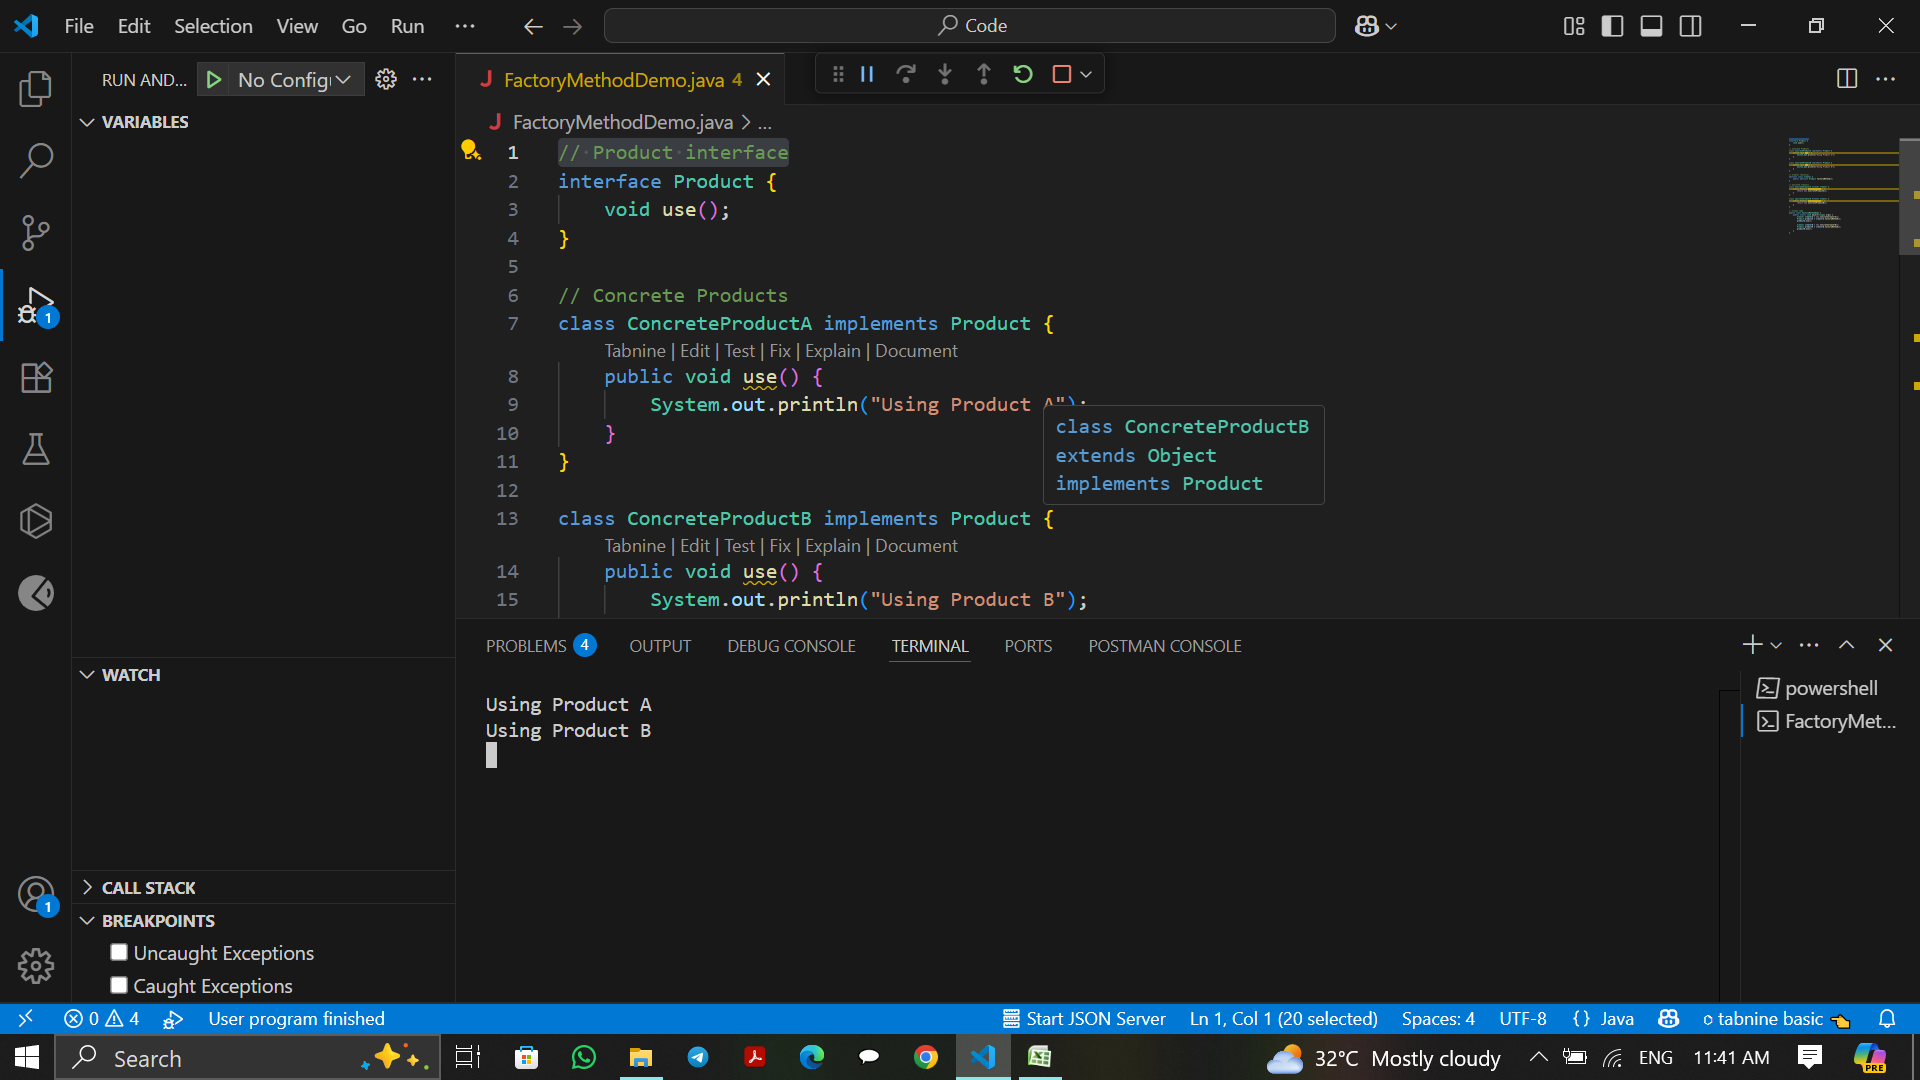 File Edit Selection View Go Run ... Code
RUN AND... No Config
FactoryMethodDemo.java 4
FactoryMethodDemo.java > ...
VARIABLES
1 // Product interface
2 interface Product {
3 void use();
4 }
5
6 // Concrete Products
7 class ConcreteProductA implements Product {
Tabnine | Edit | Test | Fix | Explain | Document
8 public void use() {
9 System.out.println("Using Product A");
10 }
11 }
12
13 class ConcreteProductB implements Product {
Tabnine | Edit | Test | Fix | Explain | Document
14 public void use() {
15 System.out.println("Using Product B");
class ConcreteProductB
extends Object
implements Product
1
PROBLEMS 4 OUTPUT DEBUG CONSOLE TERMINAL PORTS POSTMAN CONSOLE
Using Product A
Using Product B
powershell
FactoryMet...
WATCH
CALL STACK
BREAKPOINTS
Uncaught Exceptions
Caught Exceptions
1
0 4 User program finished Start JSON Server Ln 1, Col 1 (20 selected) Spaces: 4 UTF-8 {} Java tabnine basic
Search 32°C Mostly cloudy ENG 11:41 AM PRE